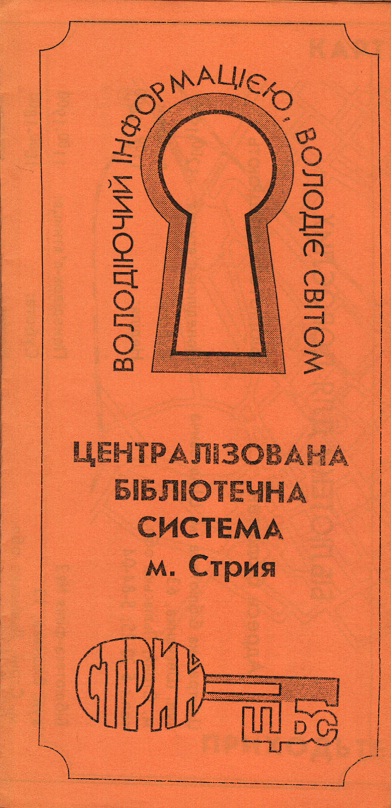 ВОЛОДІЮЧИЙ ІНФОРМАЦІЄЮ, ВОЛОДІЄ СВІТОМ
ЦЕНТРАЛІЗОВАНА
БІБЛІОТЕЧНА
СИСТЕМА
м. Стрия
СТРИЙ
ЦБС